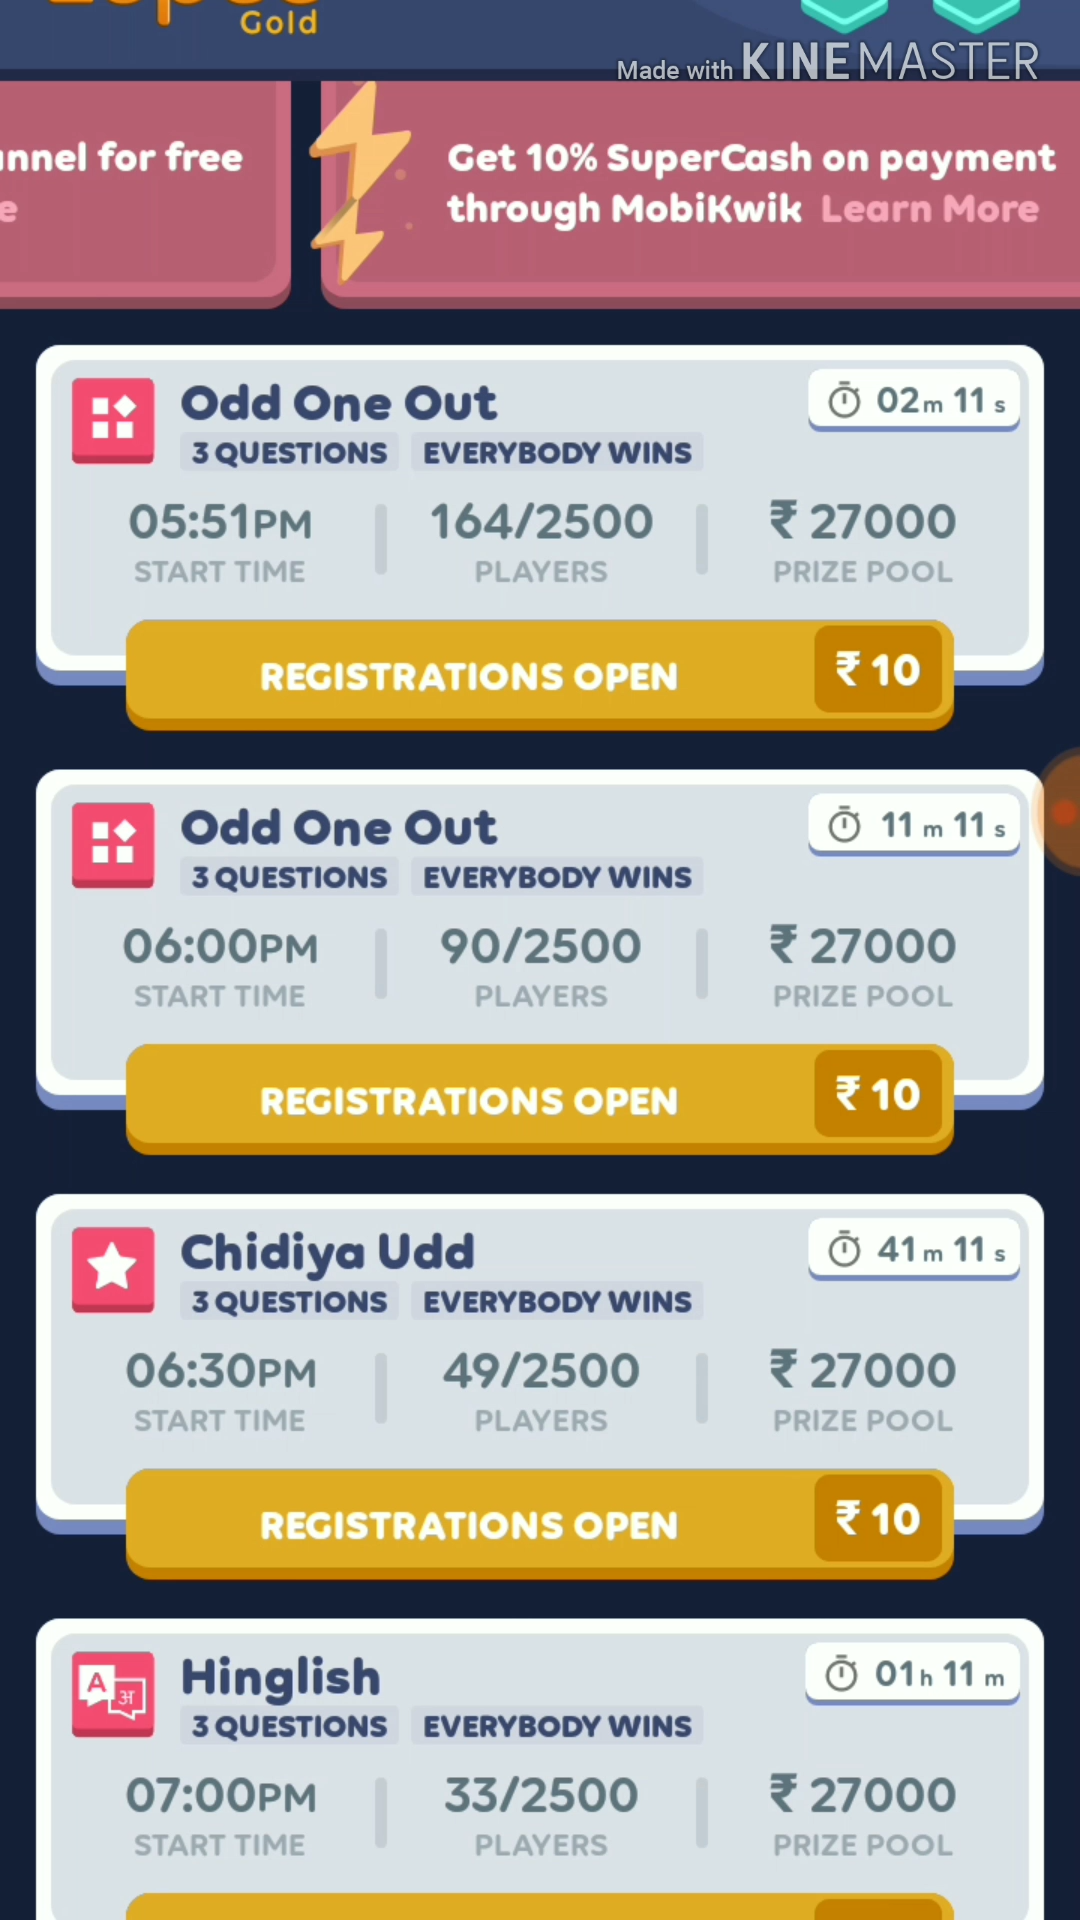 Gold
Made with KINEMASTER
annel for free
e
Get 10% SuperCash on payment
through MobiKwik Learn More
Odd One Out
02m 11 s
3 QUESTIONS EVERYBODY WINS
05:51PM 164/2500 ₹ 27000
START TIME PLAYERS PRIZE POOL
REGISTRATIONS OPEN ₹ 10
Odd One Out
11 m 11 s
3 QUESTIONS EVERYBODY WINS
06:00PM 90/2500 ₹ 27000
START TIME PLAYERS PRIZE POOL
REGISTRATIONS OPEN ₹ 10
Chidiya Udd
41 m 11 s
3 QUESTIONS EVERYBODY WINS
06:30PM 49/2500 ₹ 27000
START TIME PLAYERS PRIZE POOL
REGISTRATIONS OPEN ₹ 10
A अ
Hinglish
01h 11 m
3 QUESTIONS EVERYBODY WINS
07:00PM 33/2500 ₹ 27000
START TIME PLAYERS PRIZE POOL